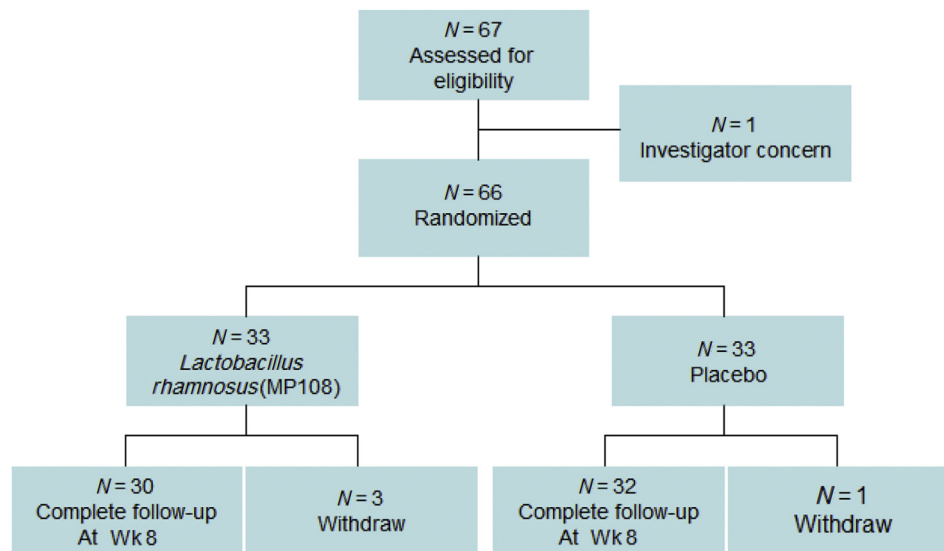 N = 67
Assessed for
eligibility
N = 1
Investigator concern
N = 66
Randomized
N = 33
Lactobacillus
rhamnosus(MP108)
N = 33
Placebo
N = 30
Complete follow-up
At Wk 8
N = 3
Withdraw
N = 32
Complete follow-up
At Wk 8
N = 1
Withdraw